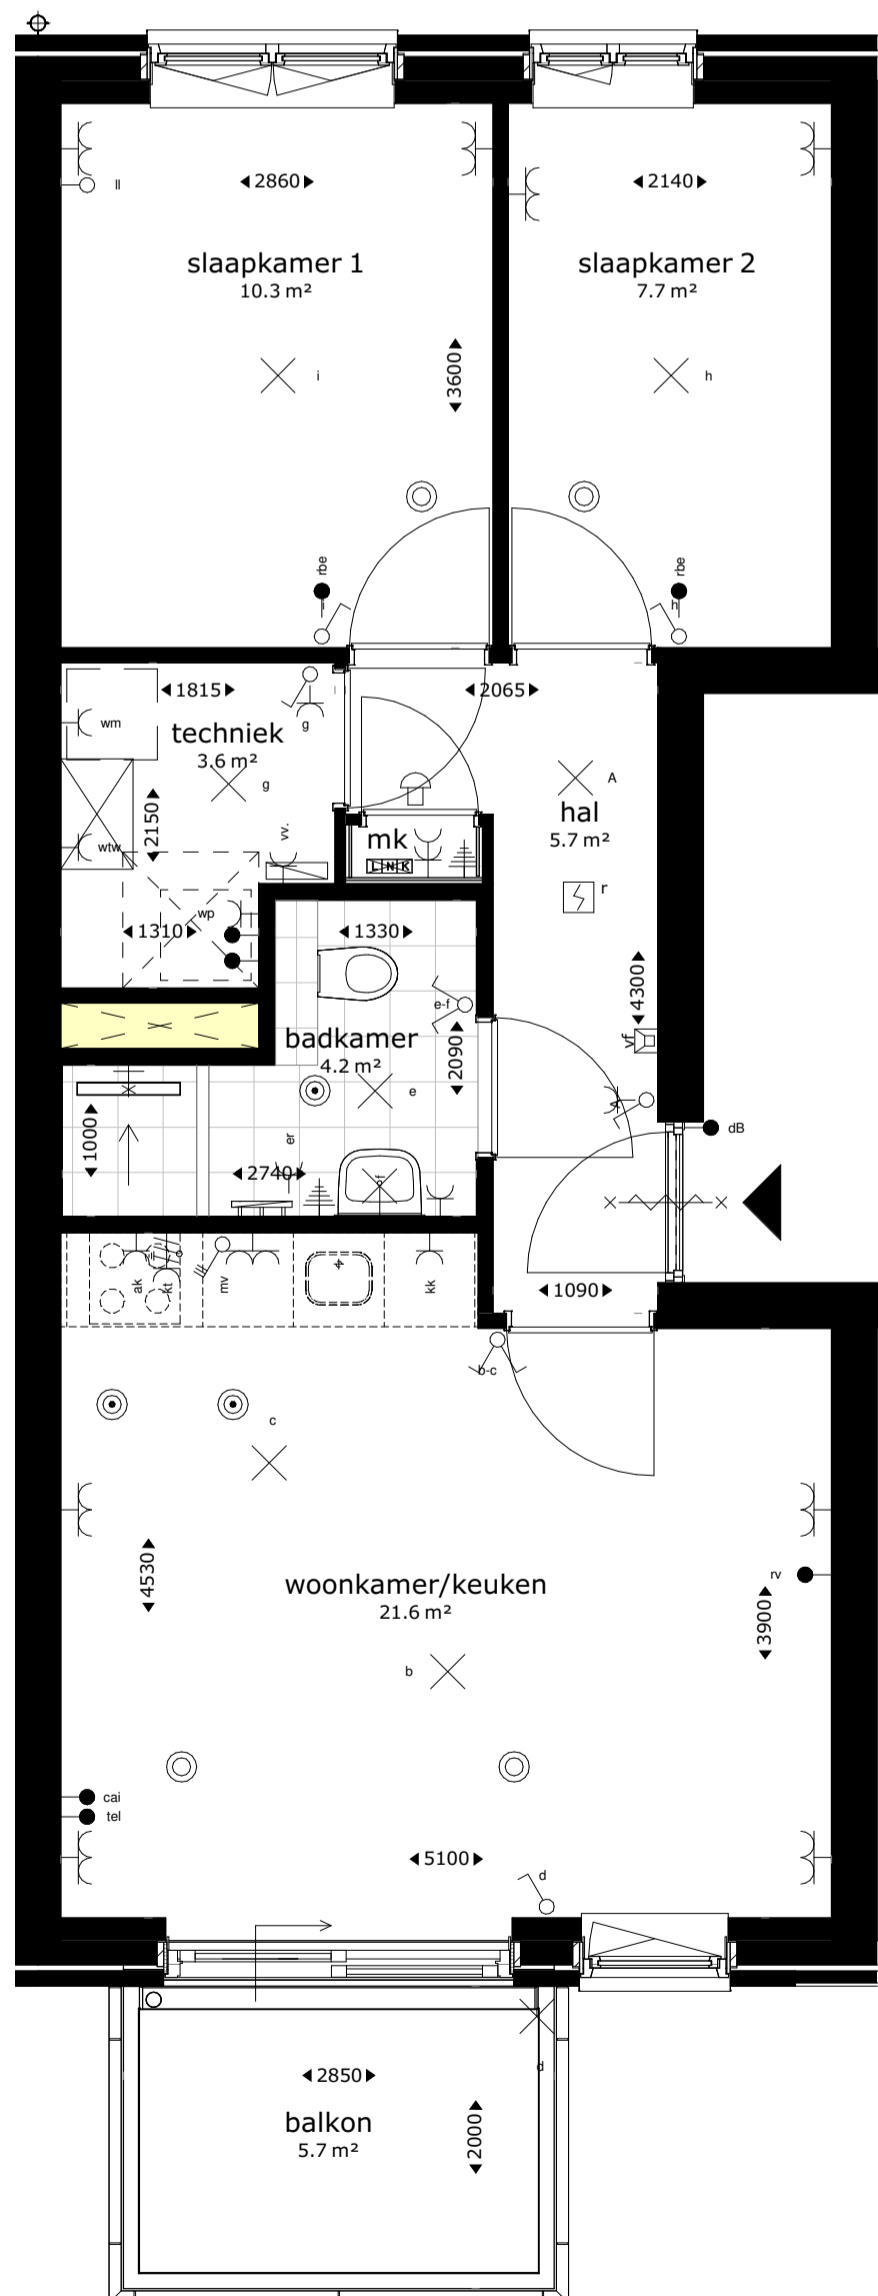 2860
2140
ll
slaapkamer 1
10.3 m²
slaapkamer 2
7.7 m²
3600
i
h
rbe
rbe
i
h
1815
2065
wm
g
techniek
3.6 m²
g
A
hal
5.7 m²
2150
vv.
mk
L N K
wtw
r
wp
1310
1330
4300
e-f
badkamer
4.2 m²
2090
vf
e
A
1000
er
dB
2740
f
1090
ak
kt
mv
kk
b-c
c
4530
woonkamer/keuken
21.6 m²
rv
3900
b
cai
tel
5100
d
d
2850
balkon
5.7 m²
2000